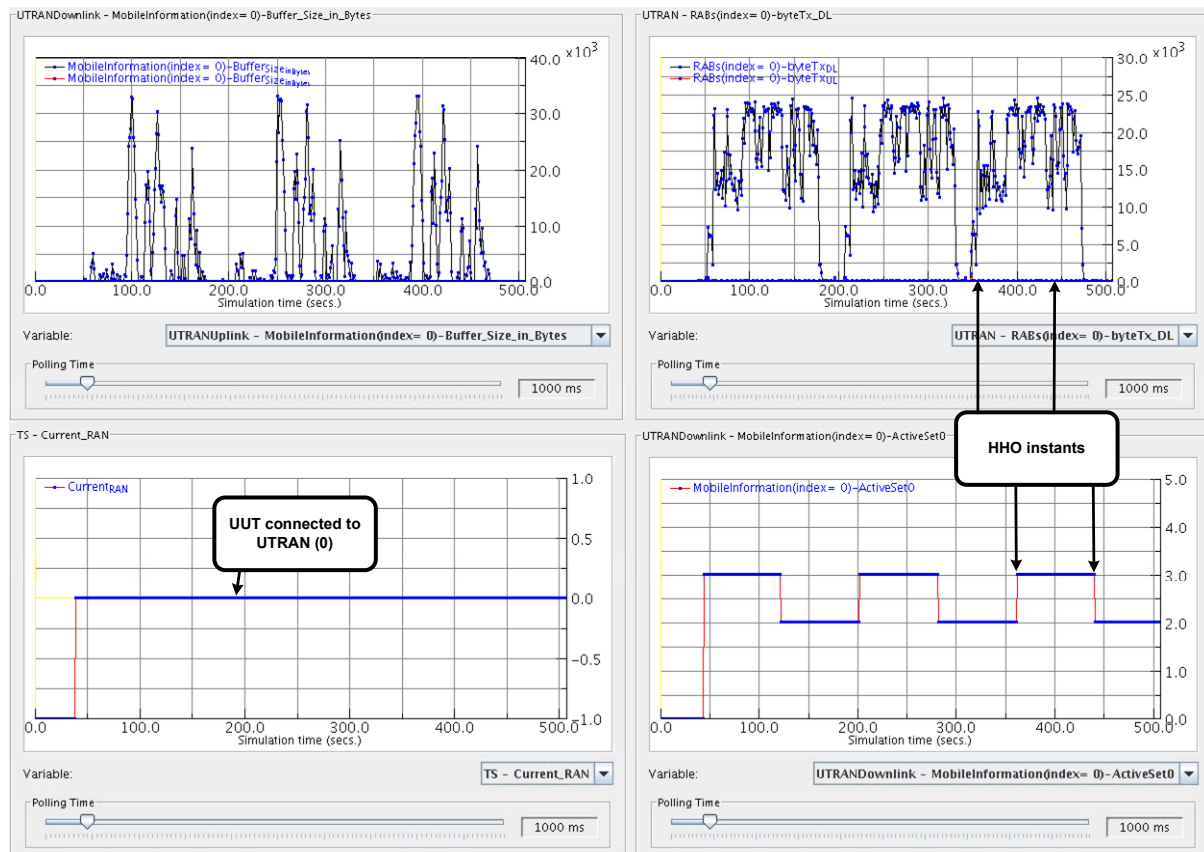 UTRANDownlink - MobileInformation(index= 0)-Buffer_Size_in_Bytes
MobileInformation(index= 0)-BufferSizeinBytes
MobileInformation(index= 0)-BufferSizeinBytes
40.0 x10³
30.0
20.0
10.0
0.0
0.0 100.0 200.0 300.0 400.0 500.0
Simulation time (secs.)
Variable: UTRANUplink - MobileInformation(index= 0)-Buffer_Size_in_Bytes
Polling Time
1000 ms
UTRAN - RABs(index= 0)-byteTx_DL
RABs(index= 0)-byteTxDL
RABs(index= 0)-byteTxUL
30.0 x10³
25.0
20.0
15.0
10.0
5.0
0.0
0.0 100.0 200.0 300.0 400.0 500.0
Simulation time (secs.)
Variable: UTRAN - RABs(index= 0)-byteTx_DL
Polling Time
1000 ms
HHO instants
TS - Current_RAN
CurrentRAN
1.0
0.5
0.0
−0.5
−1.0
UUT connected to
UTRAN (0)
0.0 100.0 200.0 300.0 400.0 500.0
Simulation time (secs.)
Variable: TS - Current_RAN
Polling Time
1000 ms
UTRANDownlink - MobileInformation(index= 0)-ActiveSet0
MobileInformation(index= 0)-ActiveSet0
5.0
4.0
3.0
2.0
1.0
0.0
0.0 100.0 200.0 300.0 400.0 500.0
Simulation time (secs.)
Variable: UTRANDownlink - MobileInformation(index= 0)-ActiveSet0
Polling Time
1000 ms